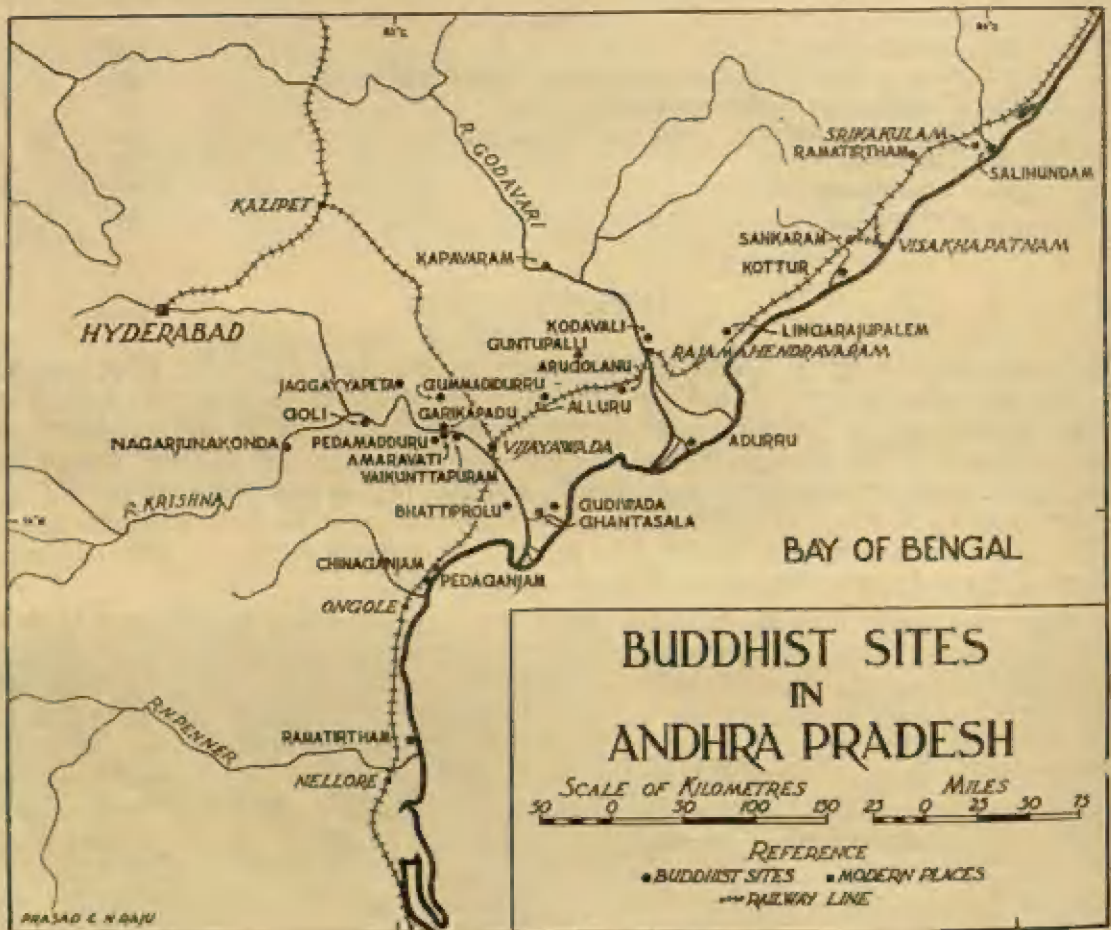 R. GODAVARI
SRIKAKULAM
RAMATIRTHAM
SALIHUNDAM
KAZIPET
SANKARAM
VISAKHAPATNAM
KAPAVARAM
KOTTUR
HYDERABAD
KODAVALI
LINGARAJUPALEM
GUNTUPALLI
RAJAMAHENDRAVARAM
ARUGOLANU
JAGGAYYAPETA
GUMMADIDURRU
GOLI
GARIKAPADU
ALLURU
NAGARJUNAKONDA
PEDAMADDURU
VIJAYAWADA
ADURRU
AMARAVATI
VAIKUNTTAPURAM
R. KRISHNA
BHATTIPROLU
GUDIWADA
GHANTASALA
BAY OF BENGAL
CHINAGANJAM
PEDAGANJAM
ONGOLE
R.N.PENNER
RAMATIRTHAM
NELLORE
BUDDHIST SITES
IN
ANDHRA PRADESH
SCALE OF KILOMETRES MILES
50 0 50 100 150 25 0 25 50 75
REFERENCE
BUDDHIST SITES MODERN PLACES
RAILWAY LINE
PRASAD & N RAJU